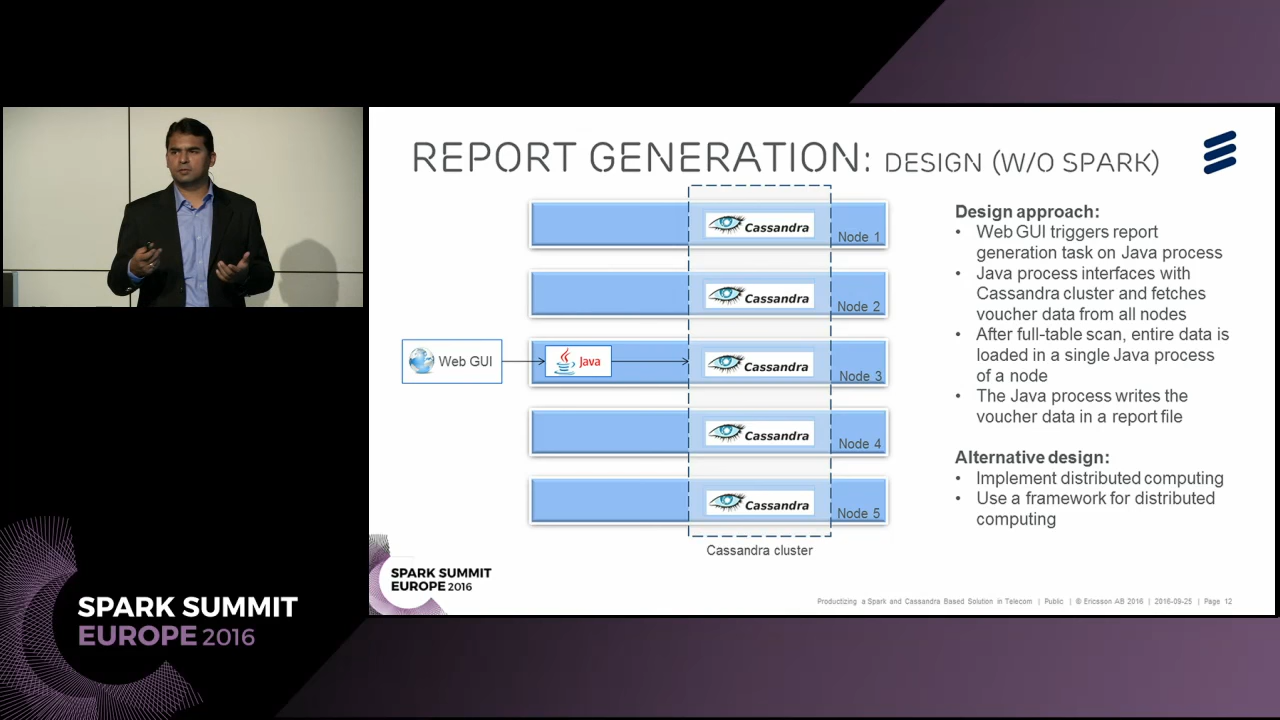 REPORT GENERATION: DESIGN (W/O SPARK)
Cassandra
Node 1
Cassandra
Node 2
Web GUI
Java
Cassandra
Node 3
Cassandra
Node 4
Cassandra
Node 5
Cassandra cluster
Design approach:
• Web GUI triggers report
generation task on Java process
• Java process interfaces with
Cassandra cluster and fetches
voucher data from all nodes
• After full-table scan, entire data is
loaded in a single Java process
of a node
• The Java process writes the
voucher data in a report file
Alternative design:
• Implement distributed computing
• Use a framework for distributed
computing
SPARK SUMMIT
EUROPE 2016
Productizing a Spark and Cassandra Based Solution in Telecom | Public | © Ericsson AB 2016 | 2016-09-25 | Page 12
SPARK SUMMIT
EUROPE 2016